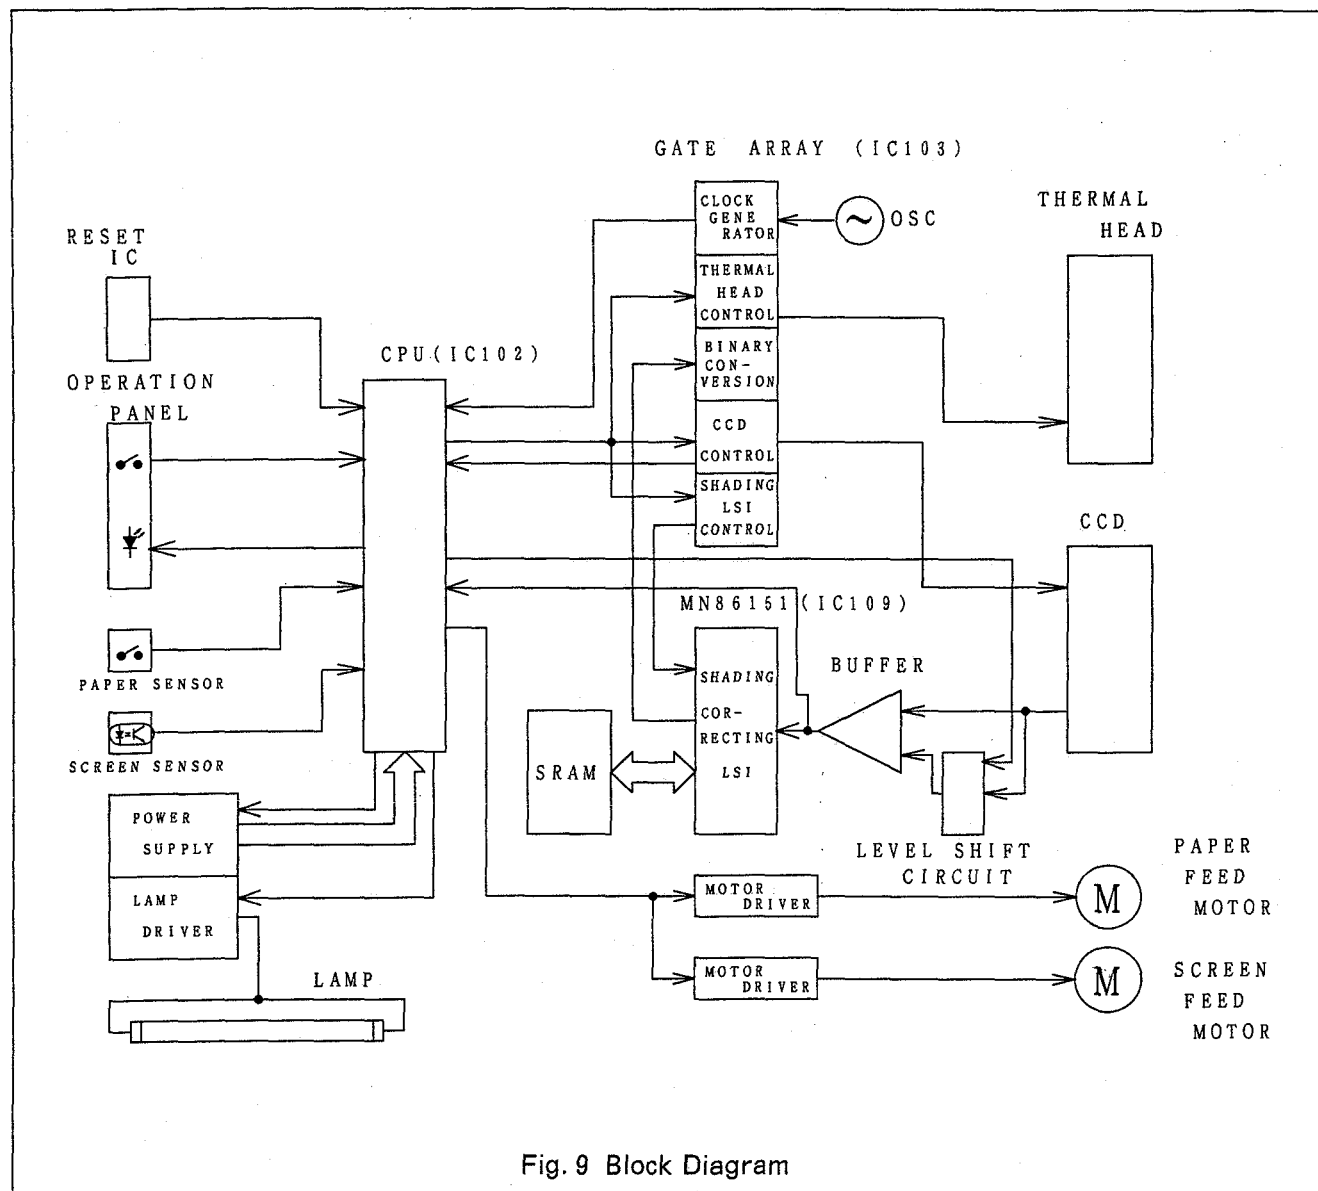 GATE ARRAY (IC103)
CLOCK
GENE
RATOR
OSC
THERMAL
HEAD
RESET
IC
THERMAL
HEAD
CONTROL
CPU(IC102)
BINARY
CON-
VERSION
OPERATION
PANEL
CCD
CONTROL
SHADING
LSI
CONTROL
CCD
MN86151(IC109)
BUFFER
SHADING
COR-
RECTING
LSI
PAPER SENSOR
SCREEN SENSOR
SRAM
POWER
SUPPLY
LEVEL SHIFT
CIRCUIT
PAPER
FEED
MOTOR
LAMP
DRIVER
MOTOR
DRIVER
M
LAMP
MOTOR
DRIVER
M
SCREEN
FEED
MOTOR
Fig. 9 Block Diagram